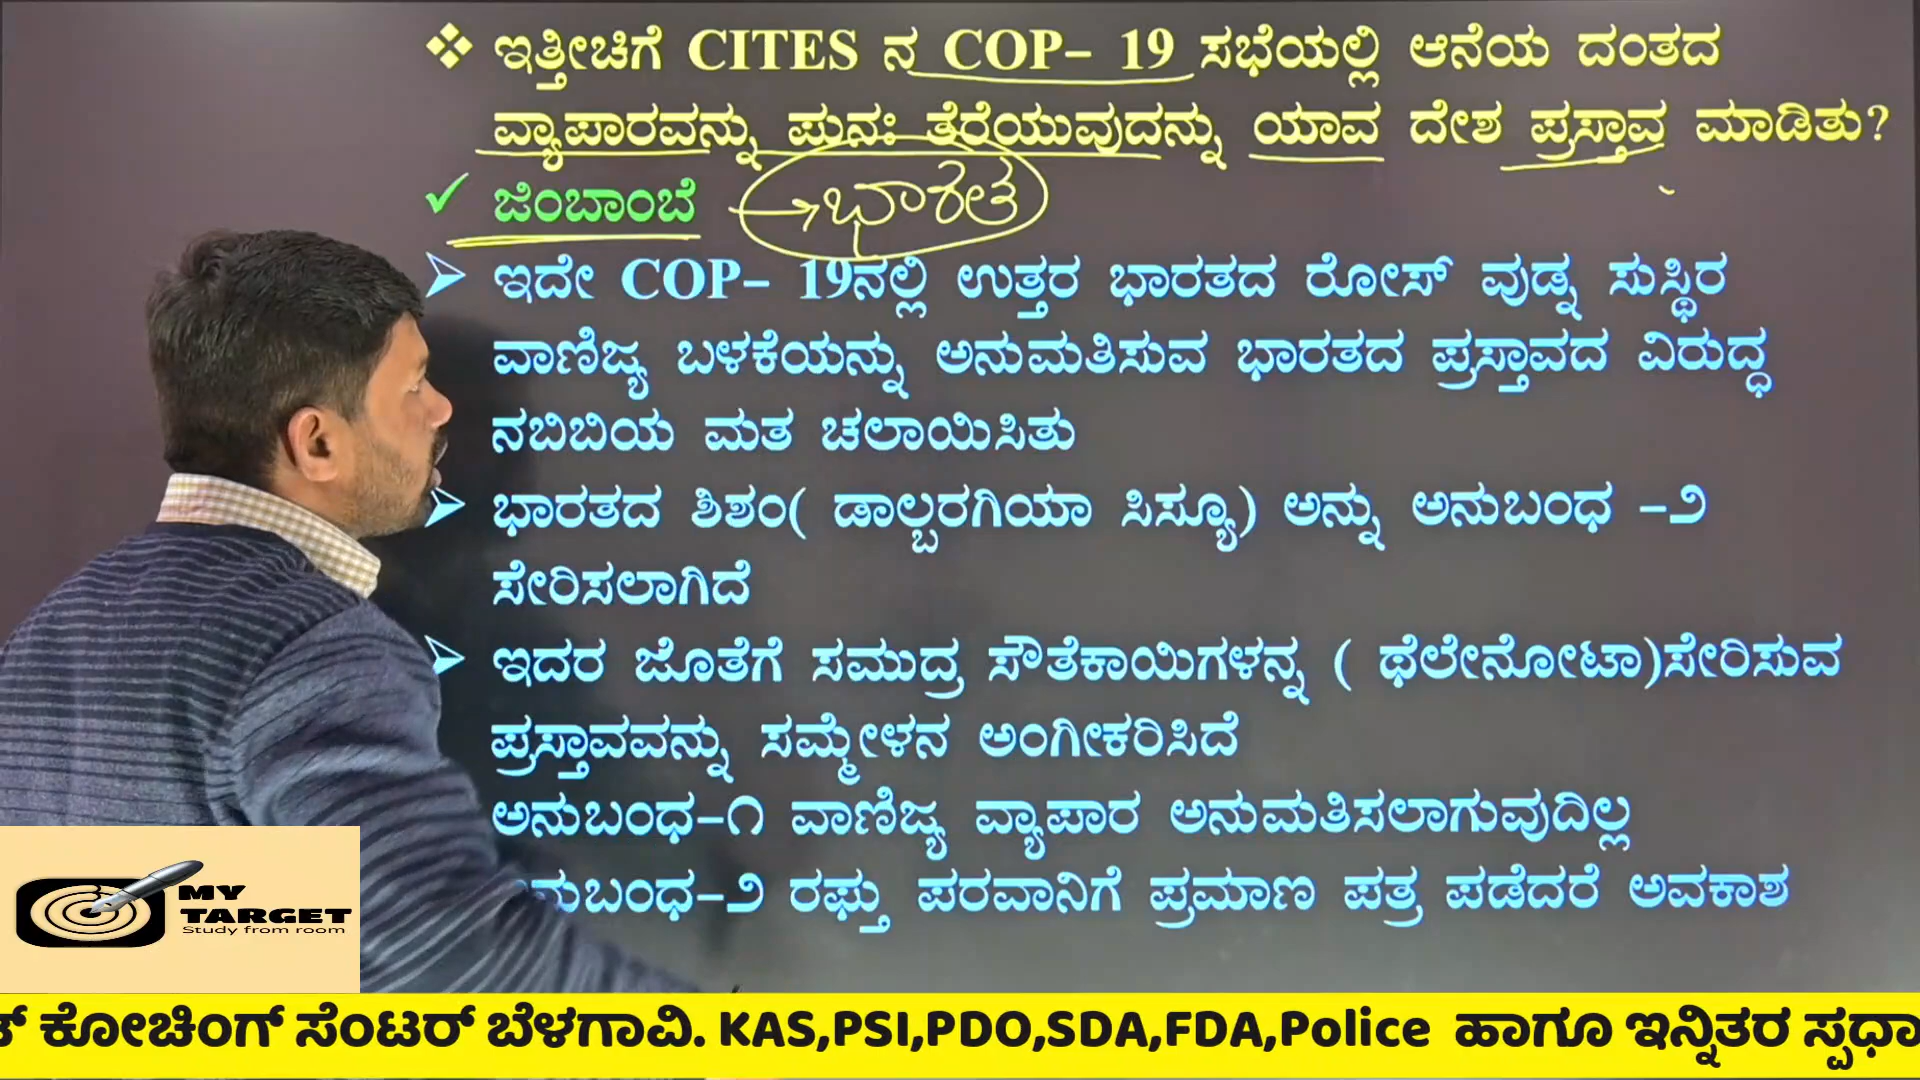 ❖ ಇತ್ತೀಚಿಗೆ CITES ನ COP– 19 ಸಭೆಯಲ್ಲಿ ಆನೆಯ ದಂತದ
ವ್ಯಾಪಾರವನ್ನು ಪುನಃ ತೆರೆಯುವುದನ್ನು ಯಾವ ದೇಶ ಪ್ರಸ್ತಾವ ಮಾಡಿತು?
✓ ಜಿಂಬಾಂಬೆ → ಭಾರತ
➢ ಇದೇ COP– 19ನಲ್ಲಿ ಉತ್ತರ ಭಾರತದ ರೋಸ್ ವುಡ್ನ ಸುಸ್ಥಿರ
ವಾಣಿಜ್ಯ ಬಳಕೆಯನ್ನು ಅನುಮತಿಸುವ ಭಾರತದ ಪ್ರಸ್ತಾವದ ವಿರುದ್ಧ
ನಬಿಬಿಯ ಮತ ಚಲಾಯಿಸಿತು
➢ ಭಾರತದ ಶಿಶಂ( ಡಾಲ್ಬರಗಿಯಾ ಸಿಸ್ಯೂ) ಅನ್ನು ಅನುಬಂಧ –೨
ಸೇರಿಸಲಾಗಿದೆ
➢ ಇದರ ಜೊತೆಗೆ ಸಮುದ್ರ ಸೌತೆಕಾಯಿಗಳನ್ನ ( ಥೆಲೇನೋಟಾ)ಸೇರಿಸುವ
ಪ್ರಸ್ತಾವವನ್ನು ಸಮ್ಮೇಳನ ಅಂಗೀಕರಿಸಿದೆ
ಅನುಬಂಧ–೧ ವಾಣಿಜ್ಯ ವ್ಯಾಪಾರ ಅನುಮತಿಸಲಾಗುವುದಿಲ್ಲ
ಅನುಬಂಧ–೨ ರಫ್ತು ಪರವಾನಿಗೆ ಪ್ರಮಾಣ ಪತ್ರ ಪಡೆದರೆ ಅವಕಾಶ
MY
TARGET
Study from room
ಕೋಚಿಂಗ್ ಸೆಂಟರ್ ಬೆಳಗಾವಿ. KAS,PSI,PDO,SDA,FDA,Police ಹಾಗೂ ಇನ್ನಿತರ ಸ್ಪರ್ಧಾ